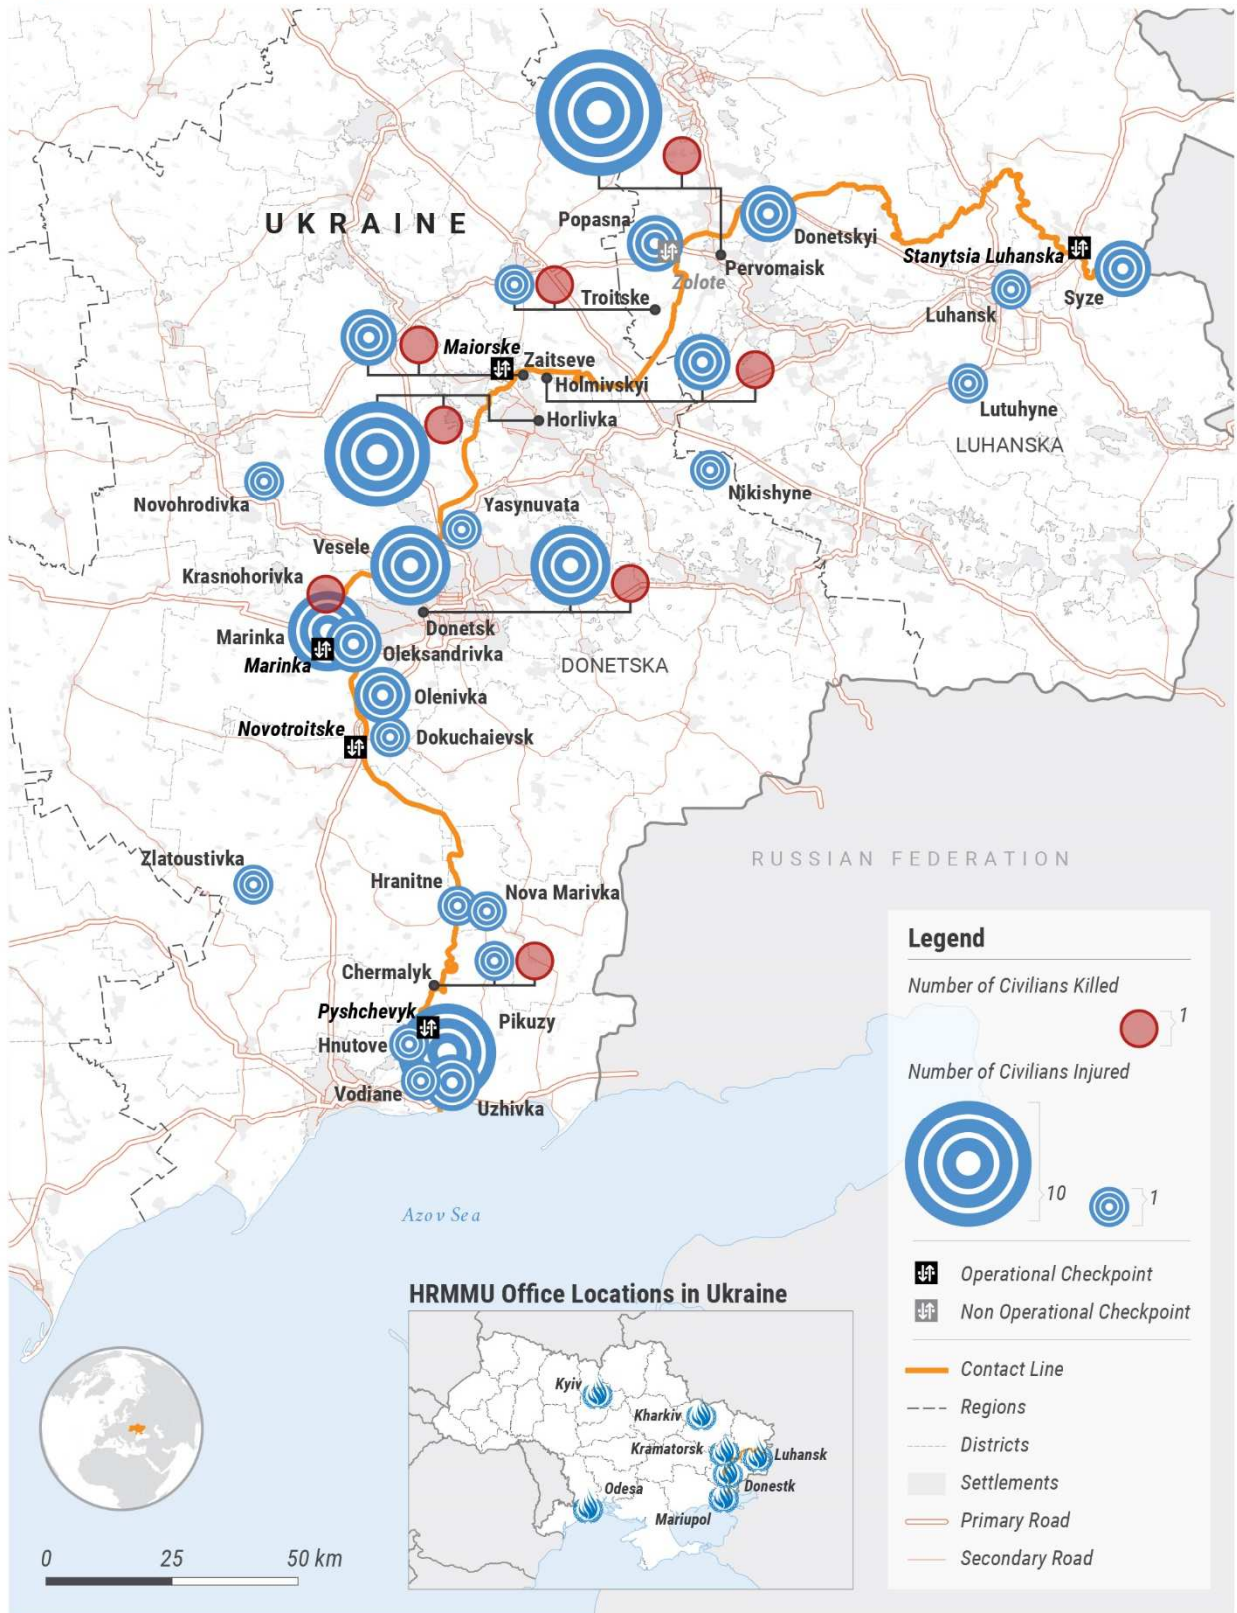 UKRAINE
Popasna
Donetskyi
Stanytsia Luhanska
Pervomaisk
Zolote
Troitske
Luhansk
Syze
Maiorske
Zaitseve
Holmivskyi
Lutuhyne
Horlivka
LUHANSKA
Novohrodivka
Yasynuvata
Nikishyne
Vesele
Krasnohorivka
Marinka
Donetsk
Marinka
Oleksandrivka
DONETSKA
Olenivka
Novotroitske
Dokuchaievsk
Zlatoustivka
RUSSIAN FEDERATION
Hranitne
Nova Marivka
Chermalyk
Pyshchevyk
Pikuzy
Hnutove
Vodiane
Uzhivka
Azov Sea
Legend
Number of Civilians Killed
1
Number of Civilians Injured
10
1
Operational Checkpoint
Non Operational Checkpoint
Contact Line
Regions
Districts
Settlements
Primary Road
Secondary Road
HRMMU Office Locations in Ukraine
Kyiv
Kharkiv
Kramatorsk
Luhansk
Donestk
Odesa
Mariupol
0 25 50 km